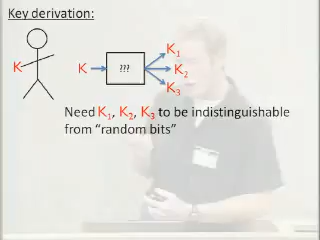 Key derivation:
K
K
???
K1
K2
K3
Need K1, K2, K3 to be indistinguishable
from “random bits”